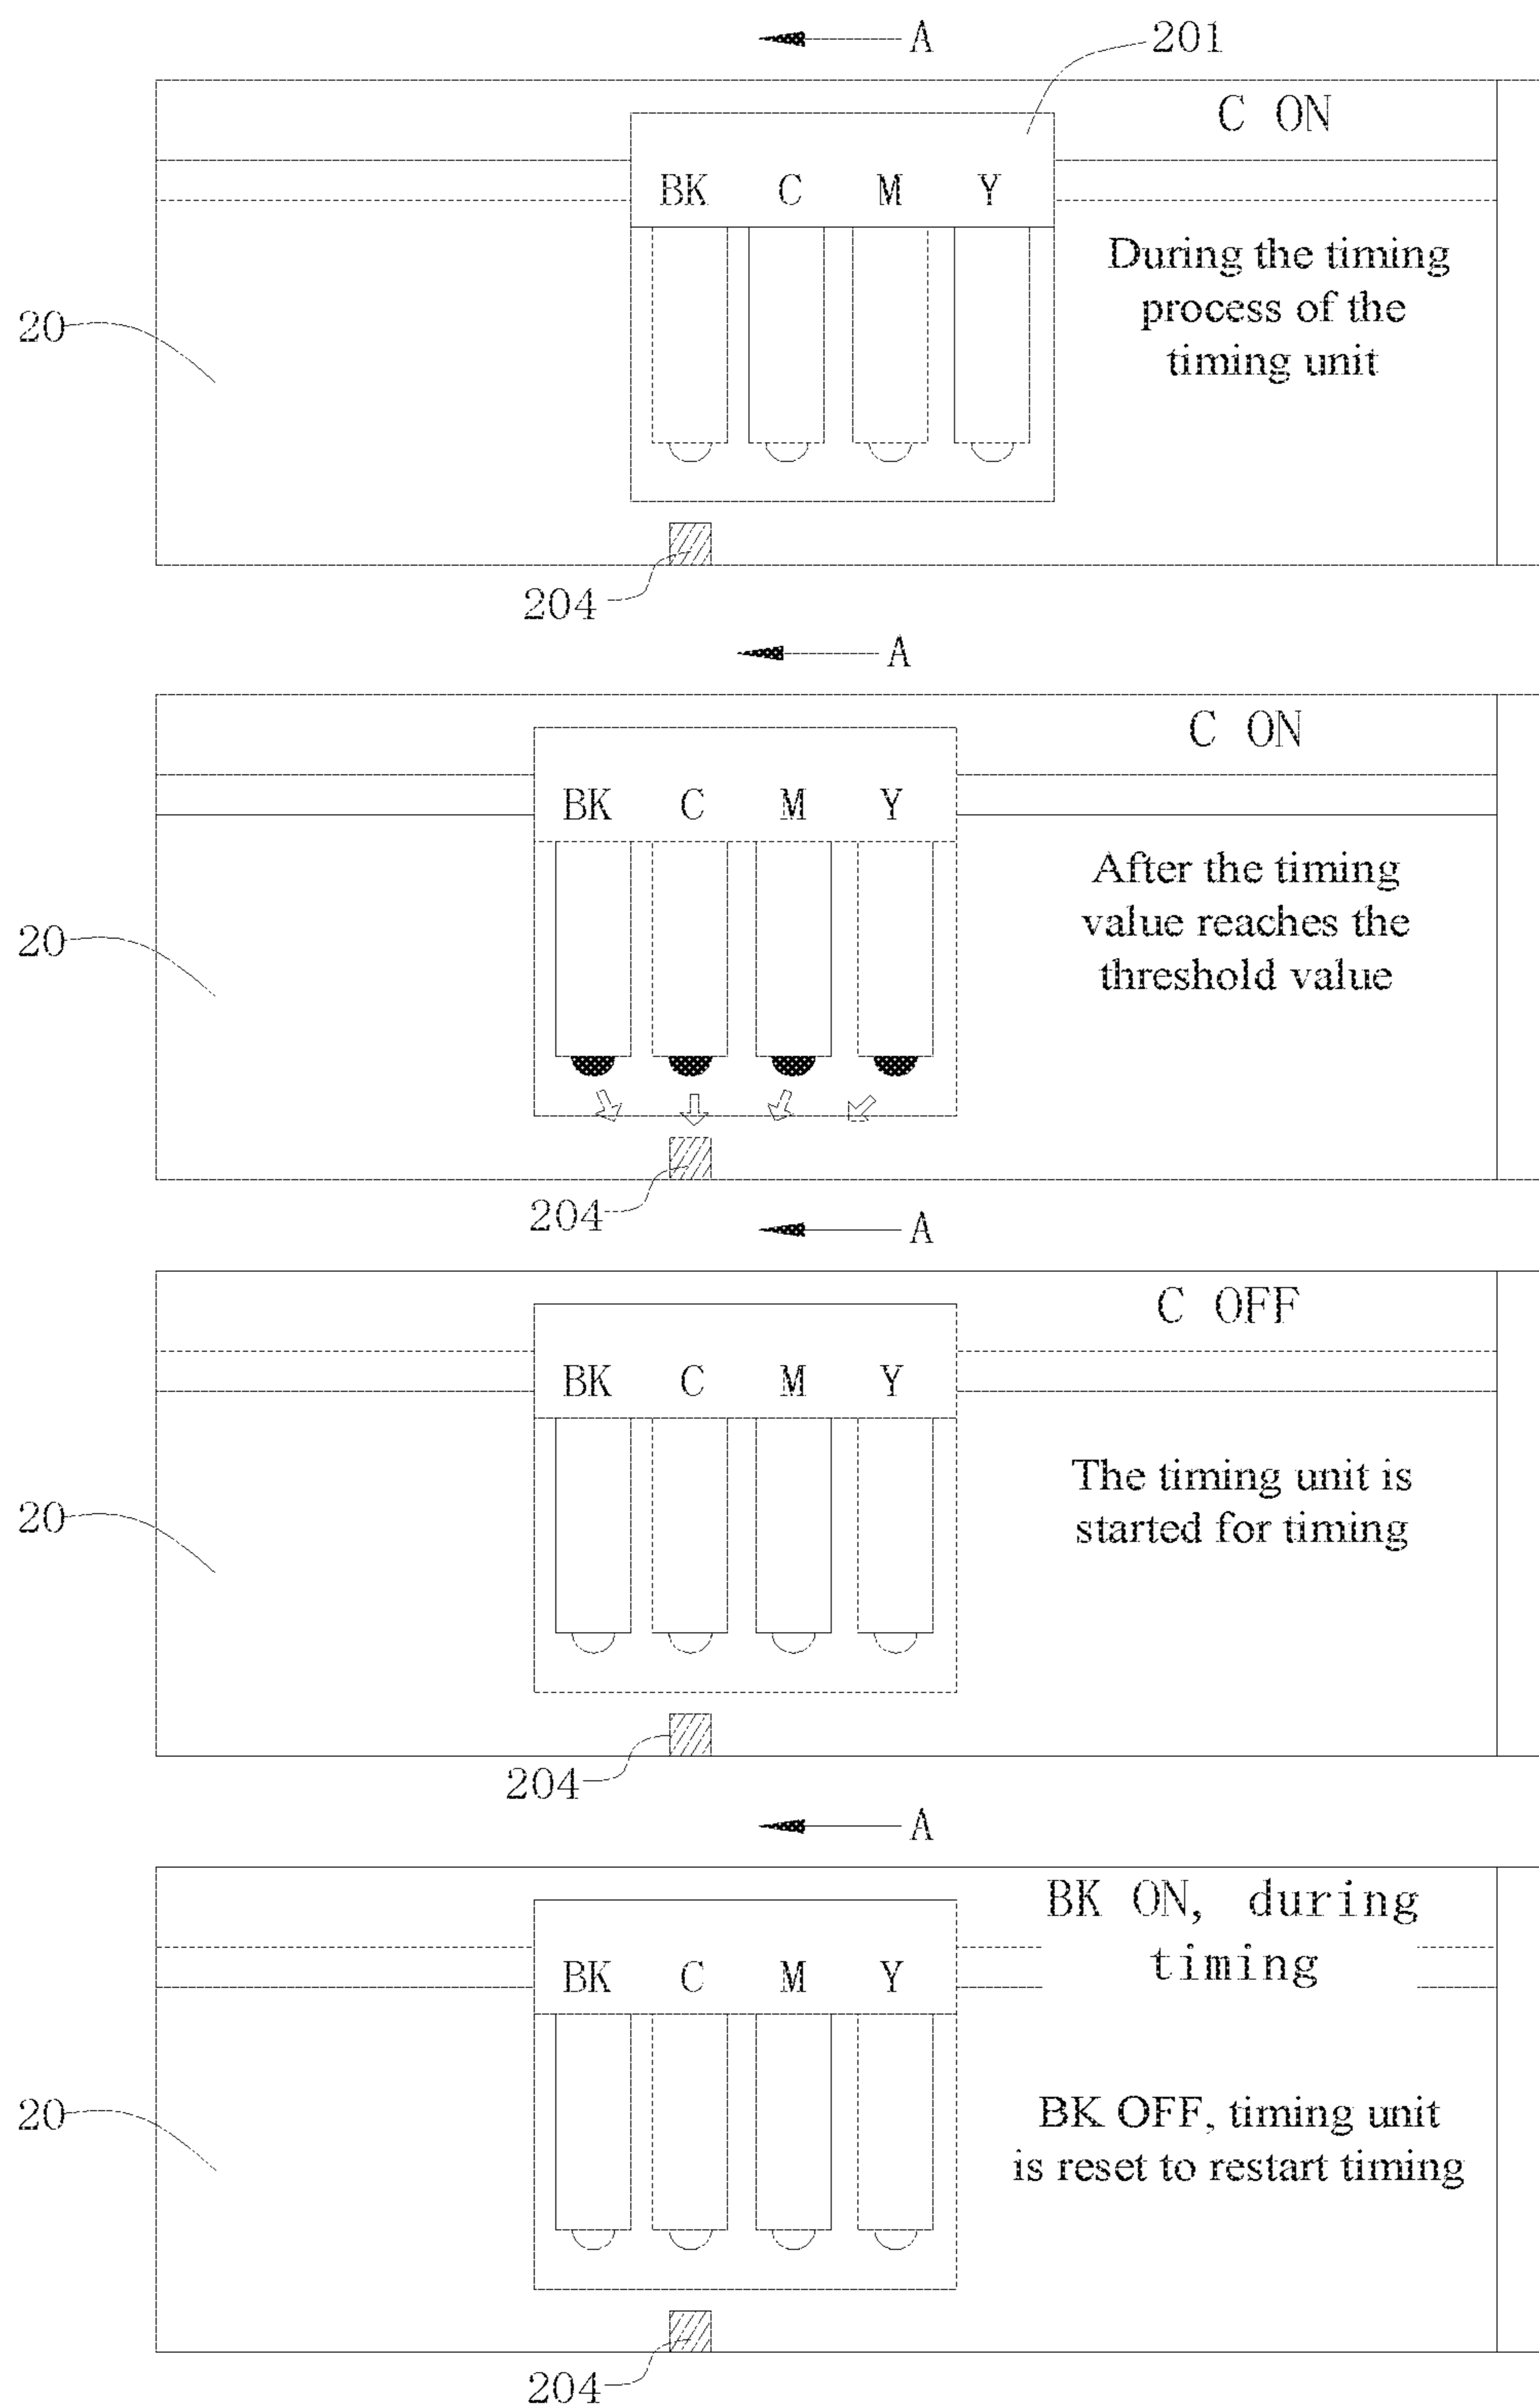 A
201
C ON
BK C M Y
During the timing
process of the
timing unit
20
204
A
C ON
BK C M Y
After the timing
value reaches the
threshold value
20
204
A
C OFF
BK C M Y
The timing unit is
started for timing
20
204
A
BK ON, during
timing
BK C M Y
BK OFF, timing unit
is reset to restart timing
20
204